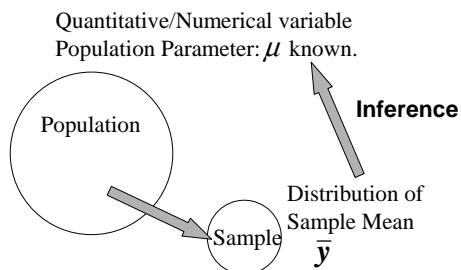 Quantitative/Numerical variable
Population Parameter: μ known.
Population
Inference
Sample
Distribution of
Sample Mean
ȳ